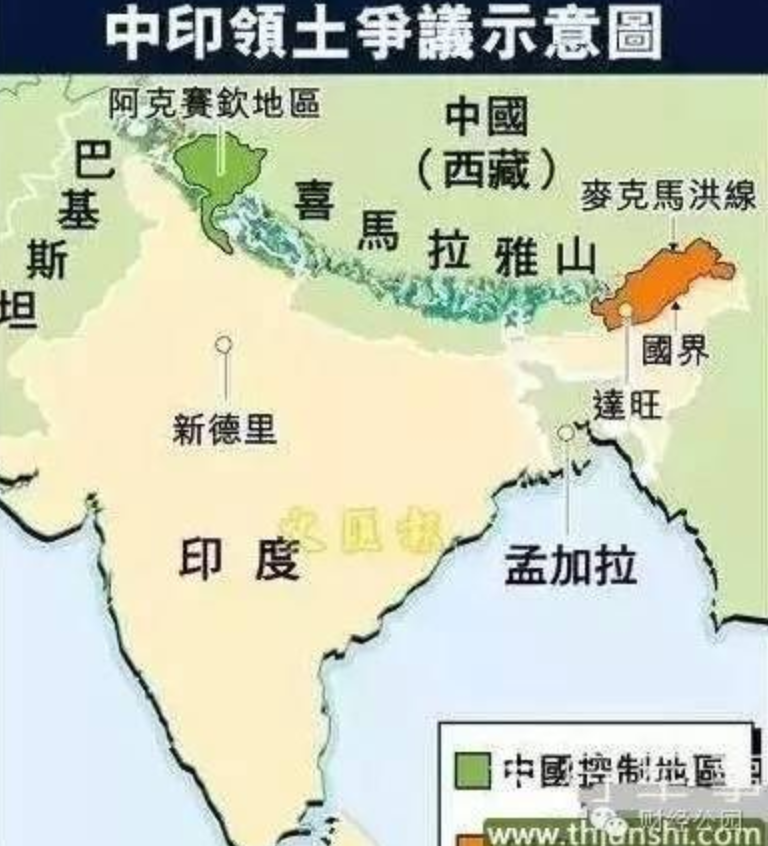 中印領土爭議示意圖
阿克賽欽地區
中國
（西藏）
巴基斯坦
喜馬拉雅山
麥克馬洪線
國界
達旺
新德里
印度
文匯報
孟加拉
中國控制地區
财经公园
www.thjunshi.com